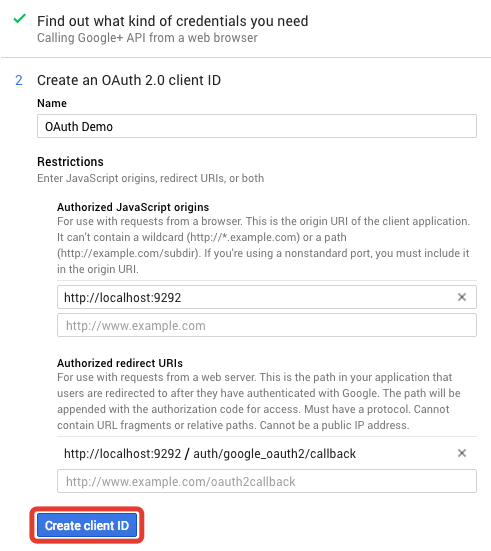 Find out what kind of credentials you need
Calling Google+ API from a web browser
2 Create an OAuth 2.0 client ID
Name
OAuth Demo
Restrictions
Enter JavaScript origins, redirect URIs, or both
Authorized JavaScript origins
For use with requests from a browser. This is the origin URI of the client application.
It can't contain a wildcard (http://*.example.com) or a path
(http://example.com/subdir). If you're using a nonstandard port, you must include it
in the origin URI.
http://localhost:9292
http://www.example.com
Authorized redirect URIs
For use with requests from a web server. This is the path in your application that
users are redirected to after they have authenticated with Google. The path will be
appended with the authorization code for access. Must have a protocol. Cannot
contain URL fragments or relative paths. Cannot be a public IP address.
http://localhost:9292 / auth/google_oauth2/callback
http://www.example.com/oauth2callback
Create client ID